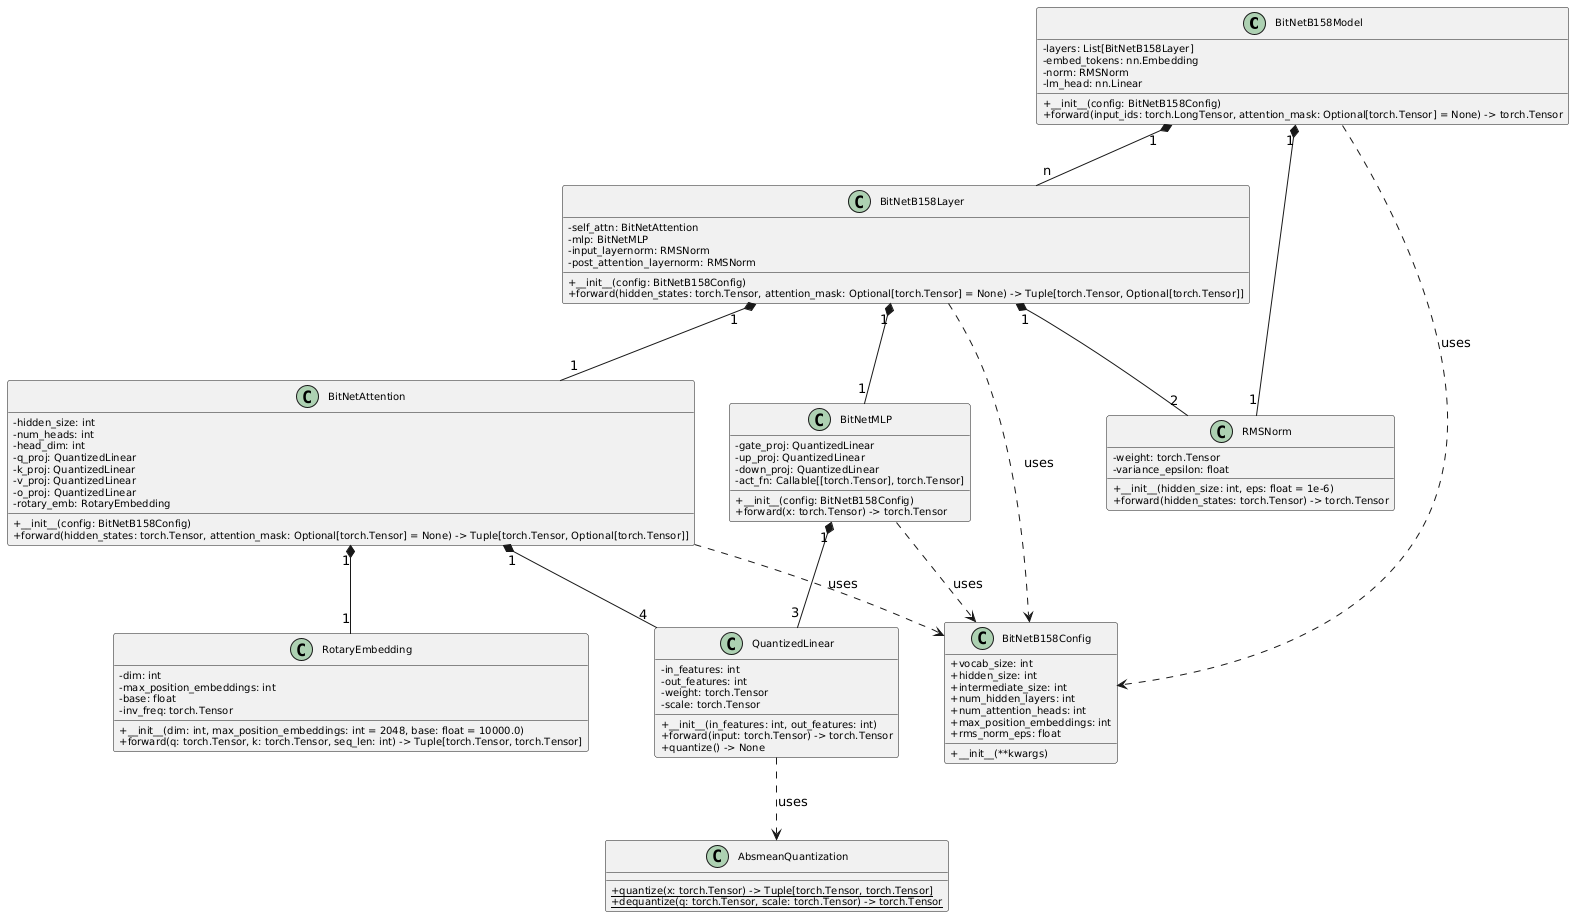 C BitNetB158Model
-layers: List[BitNetB158Layer]
-embed_tokens: nn.Embedding
-norm: RMSNorm
-lm_head: nn.Linear
+__init__(config: BitNetB158Config)
+forward(input_ids: torch.LongTensor, attention_mask: Optional[torch.Tensor] = None) -> torch.Tensor
1
1
n
C BitNetB158Layer
-self_attn: BitNetAttention
-mlp: BitNetMLP
-input_layernorm: RMSNorm
-post_attention_layernorm: RMSNorm
+__init__(config: BitNetB158Config)
+forward(hidden_states: torch.Tensor, attention_mask: Optional[torch.Tensor] = None) -> Tuple[torch.Tensor, Optional[torch.Tensor]]
1
1
1
uses
1
1
2
1
C BitNetAttention
-hidden_size: int
-num_heads: int
-head_dim: int
-q_proj: QuantizedLinear
-k_proj: QuantizedLinear
-v_proj: QuantizedLinear
-o_proj: QuantizedLinear
-rotary_emb: RotaryEmbedding
+__init__(config: BitNetB158Config)
+forward(hidden_states: torch.Tensor, attention_mask: Optional[torch.Tensor] = None) -> Tuple[torch.Tensor, Optional[torch.Tensor]]
C BitNetMLP
-gate_proj: QuantizedLinear
-up_proj: QuantizedLinear
-down_proj: QuantizedLinear
-act_fn: Callable[[torch.Tensor], torch.Tensor]
+__init__(config: BitNetB158Config)
+forward(x: torch.Tensor) -> torch.Tensor
uses
C RMSNorm
-weight: torch.Tensor
-variance_epsilon: float
+__init__(hidden_size: int, eps: float = 1e-6)
+forward(hidden_states: torch.Tensor) -> torch.Tensor
1
1
1
uses
uses
1
4
3
C RotaryEmbedding
-dim: int
-max_position_embeddings: int
-base: float
-inv_freq: torch.Tensor
+__init__(dim: int, max_position_embeddings: int = 2048, base: float = 10000.0)
+forward(q: torch.Tensor, k: torch.Tensor, seq_len: int) -> Tuple[torch.Tensor, torch.Tensor]
C QuantizedLinear
-in_features: int
-out_features: int
-weight: torch.Tensor
-scale: torch.Tensor
+__init__(in_features: int, out_features: int)
+forward(input: torch.Tensor) -> torch.Tensor
+quantize() -> None
C BitNetB158Config
+vocab_size: int
+hidden_size: int
+intermediate_size: int
+num_hidden_layers: int
+num_attention_heads: int
+max_position_embeddings: int
+rms_norm_eps: float
+__init__(**kwargs)
uses
C AbsmeanQuantization
+quantize(x: torch.Tensor) -> Tuple[torch.Tensor, torch.Tensor]
+dequantize(q: torch.Tensor, scale: torch.Tensor) -> torch.Tensor